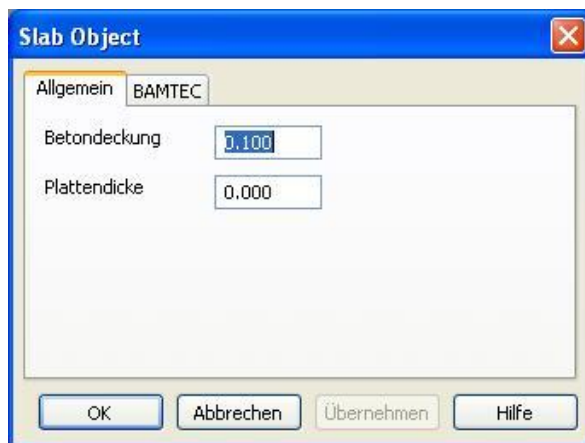 Slab Object
Allgemein BAMTEC
Betondeckung 0.100
Plattendicke 0.000
OK Abbrechen Übernehmen Hilfe